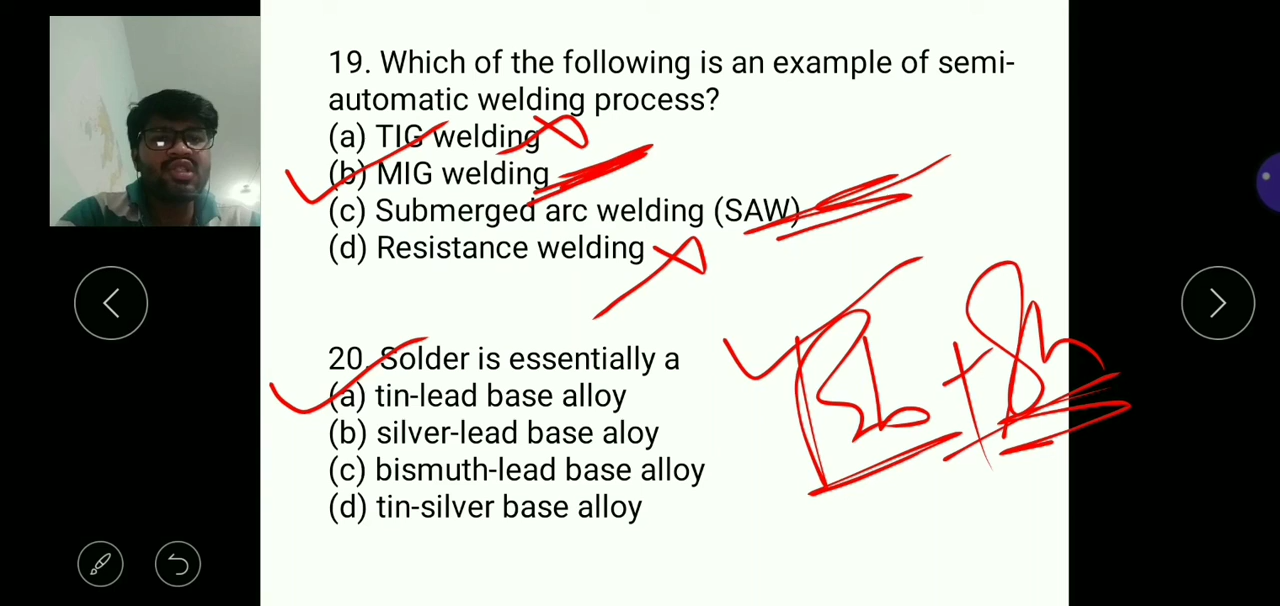 19. Which of the following is an example of semi-
automatic welding process?
(a) TIG welding
(b) MIG welding
(c) Submerged arc welding (SAW)
(d) Resistance welding
20. Solder is essentially a
(a) tin-lead base alloy
(b) silver-lead base aloy
(c) bismuth-lead base alloy
(d) tin-silver base alloy